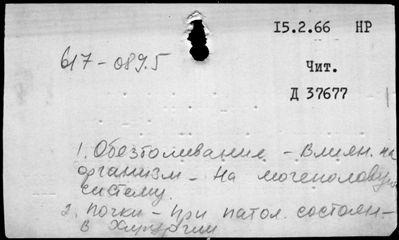 15.2.66 НР
617-089.5
Чит.
Д 37677
1. Обезболивание - Влиян. на
организм - На мочеполовую
систему.
2. Почки - при патол. состоян-
в хирургии